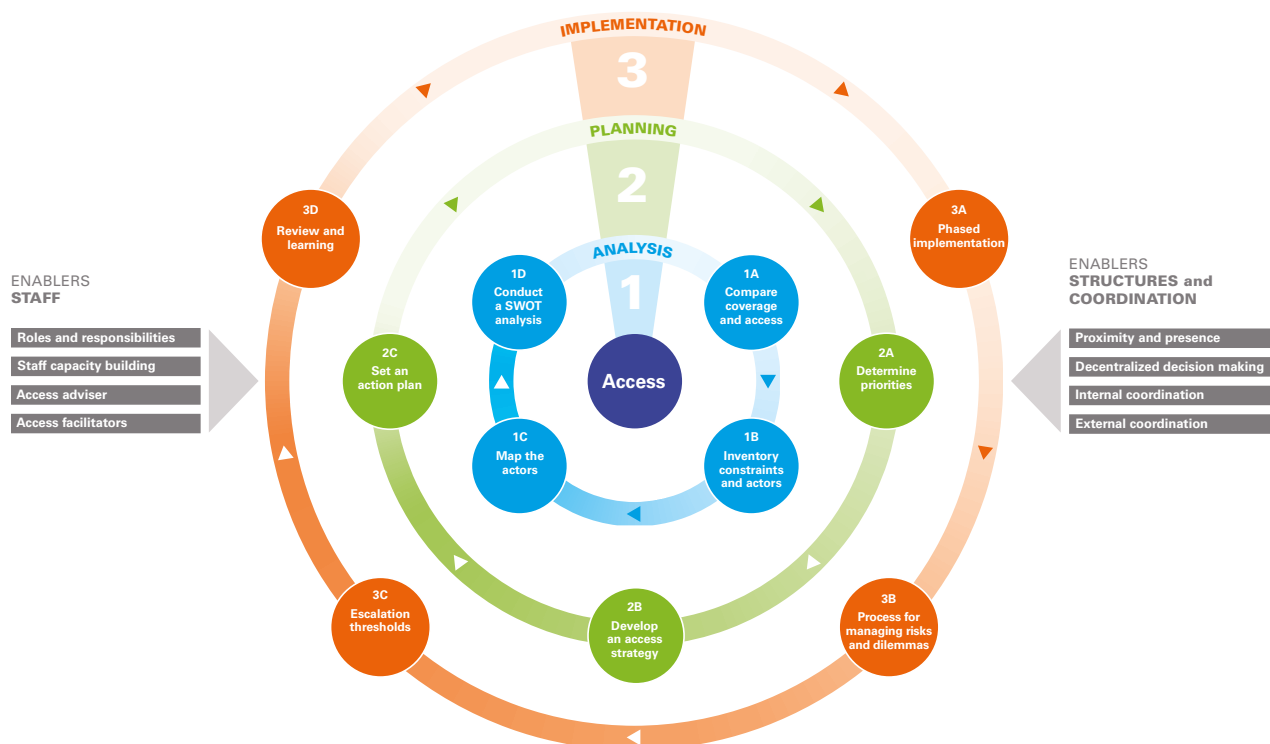 IMPLEMENTATION
3
PLANNING
2
ANALYSIS
1
Access
1A
Compare
coverage
and access
1B
Inventory
constraints
and actors
1C
Map the
actors
1D
Conduct
a SWOT
analysis
2A
Determine
priorities
2B
Develop
an access
strategy
2C
Set an
action plan
3A
Phased
implementation
3B
Process for
managing risks
and dilemmas
3C
Escalation
thresholds
3D
Review and
learning
ENABLERS
STAFF
Roles and responsibilities
Staff capacity building
Access adviser
Access facilitators
ENABLERS
STRUCTURES and
COORDINATION
Proximity and presence
Decentralized decision making
Internal coordination
External coordination